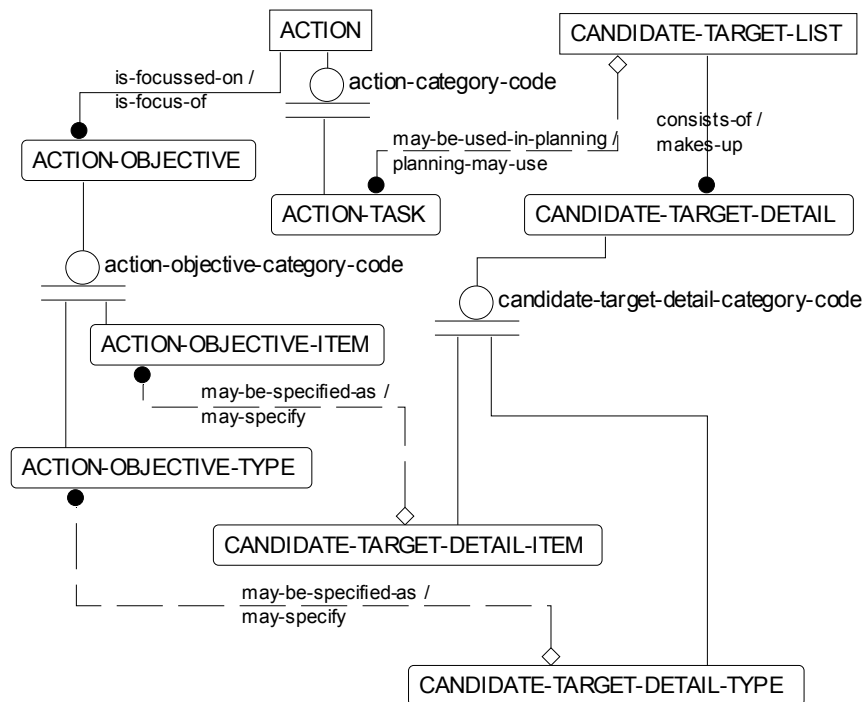 ACTION
CANDIDATE-TARGET-LIST
is-focussed-on /
is-focus-of
action-category-code
may-be-used-in-planning /
planning-may-use
consists-of /
makes-up
ACTION-OBJECTIVE
ACTION-TASK
CANDIDATE-TARGET-DETAIL
action-objective-category-code
candidate-target-detail-category-code
ACTION-OBJECTIVE-ITEM
may-be-specified-as /
may-specify
ACTION-OBJECTIVE-TYPE
CANDIDATE-TARGET-DETAIL-ITEM
may-be-specified-as /
may-specify
CANDIDATE-TARGET-DETAIL-TYPE